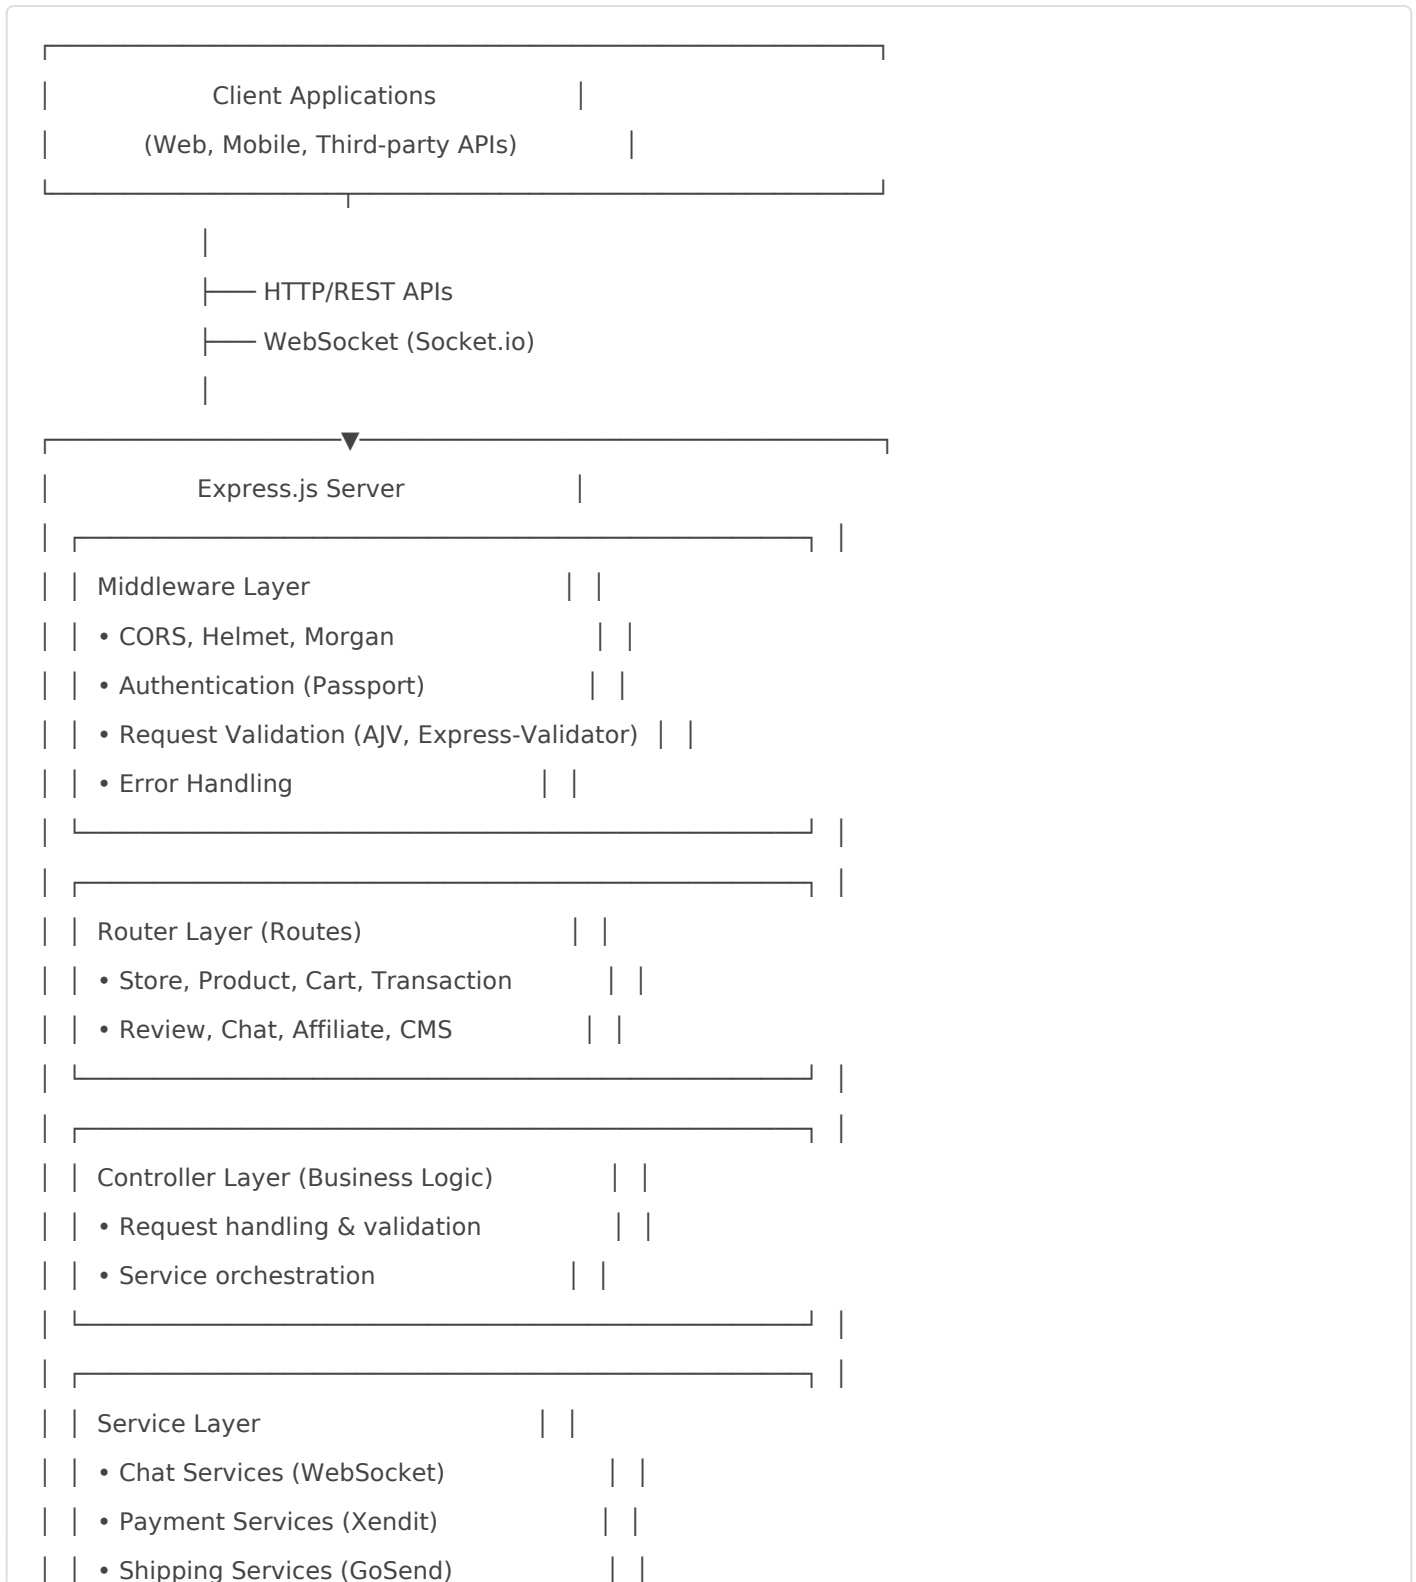 Client Applications
(Web, Mobile, Third-party APIs)
HTTP/REST APIs
WebSocket (Socket.io)
Express.js Server
Middleware Layer
• CORS, Helmet, Morgan
• Authentication (Passport)
• Request Validation (AJV, Express-Validator)
• Error Handling
Router Layer (Routes)
• Store, Product, Cart, Transaction
• Review, Chat, Affiliate, CMS
Controller Layer (Business Logic)
• Request handling & validation
• Service orchestration
Service Layer
• Chat Services (WebSocket)
• Payment Services (Xendit)
• Shipping Services (GoSend)